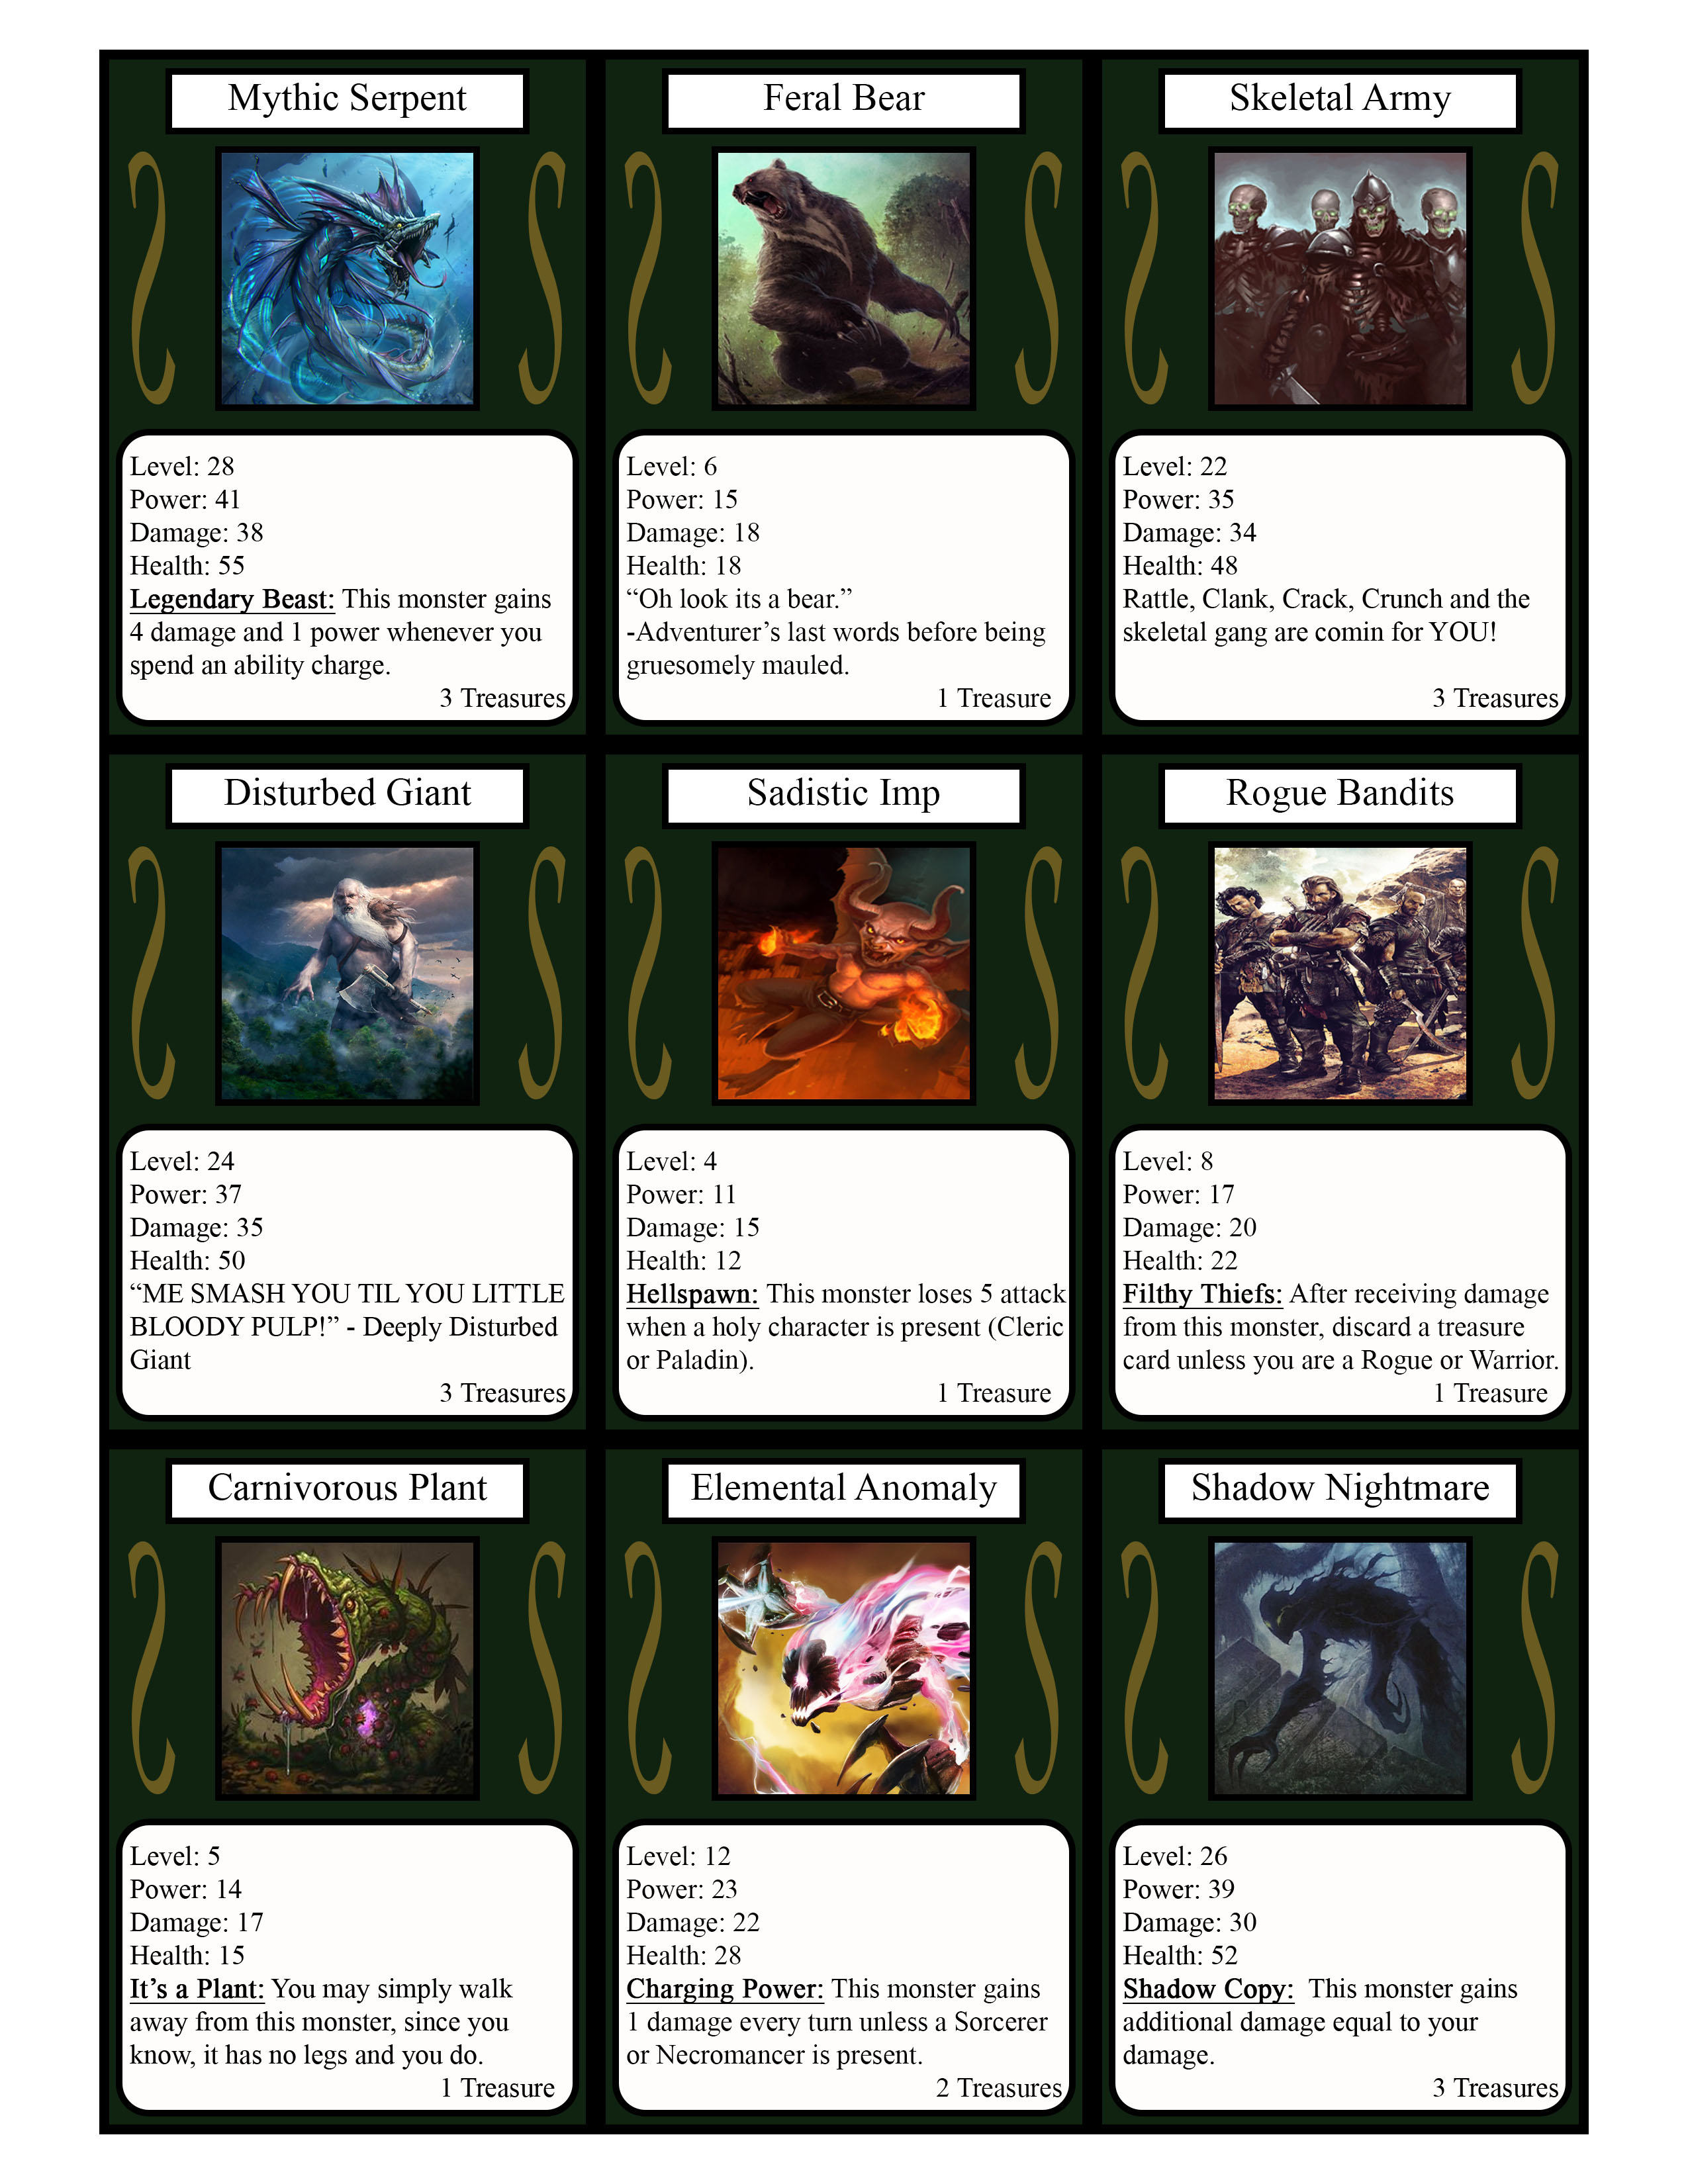 Mythic Serpent
Level: 28
Power: 41
Damage: 38
Health: 55
Legendary Beast: This monster gains
4 damage and 1 power whenever you
spend an ability charge.
3 Treasures
Feral Bear
Level: 6
Power: 15
Damage: 18
Health: 18
“Oh look its a bear.”
-Adventurer’s last words before being
gruesomely mauled.
1 Treasure
Skeletal Army
Level: 22
Power: 35
Damage: 34
Health: 48
Rattle, Clank, Crack, Crunch and the
skeletal gang are comin for YOU!
3 Treasures
Disturbed Giant
Level: 24
Power: 37
Damage: 35
Health: 50
“ME SMASH YOU TIL YOU LITTLE
BLOODY PULP!” - Deeply Disturbed
Giant
3 Treasures
Sadistic Imp
Level: 4
Power: 11
Damage: 15
Health: 12
Hellspawn: This monster loses 5 attack
when a holy character is present (Cleric
or Paladin).
1 Treasure
Rogue Bandits
Level: 8
Power: 17
Damage: 20
Health: 22
Filthy Thiefs: After receiving damage
from this monster, discard a treasure
card unless you are a Rogue or Warrior.
1 Treasure
Carnivorous Plant
Level: 5
Power: 14
Damage: 17
Health: 15
It’s a Plant: You may simply walk
away from this monster, since you
know, it has no legs and you do.
1 Treasure
Elemental Anomaly
Level: 12
Power: 23
Damage: 22
Health: 28
Charging Power: This monster gains
1 damage every turn unless a Sorcerer
or Necromancer is present.
2 Treasures
Shadow Nightmare
Level: 26
Power: 39
Damage: 30
Health: 52
Shadow Copy: This monster gains
additional damage equal to your
damage.
3 Treasures